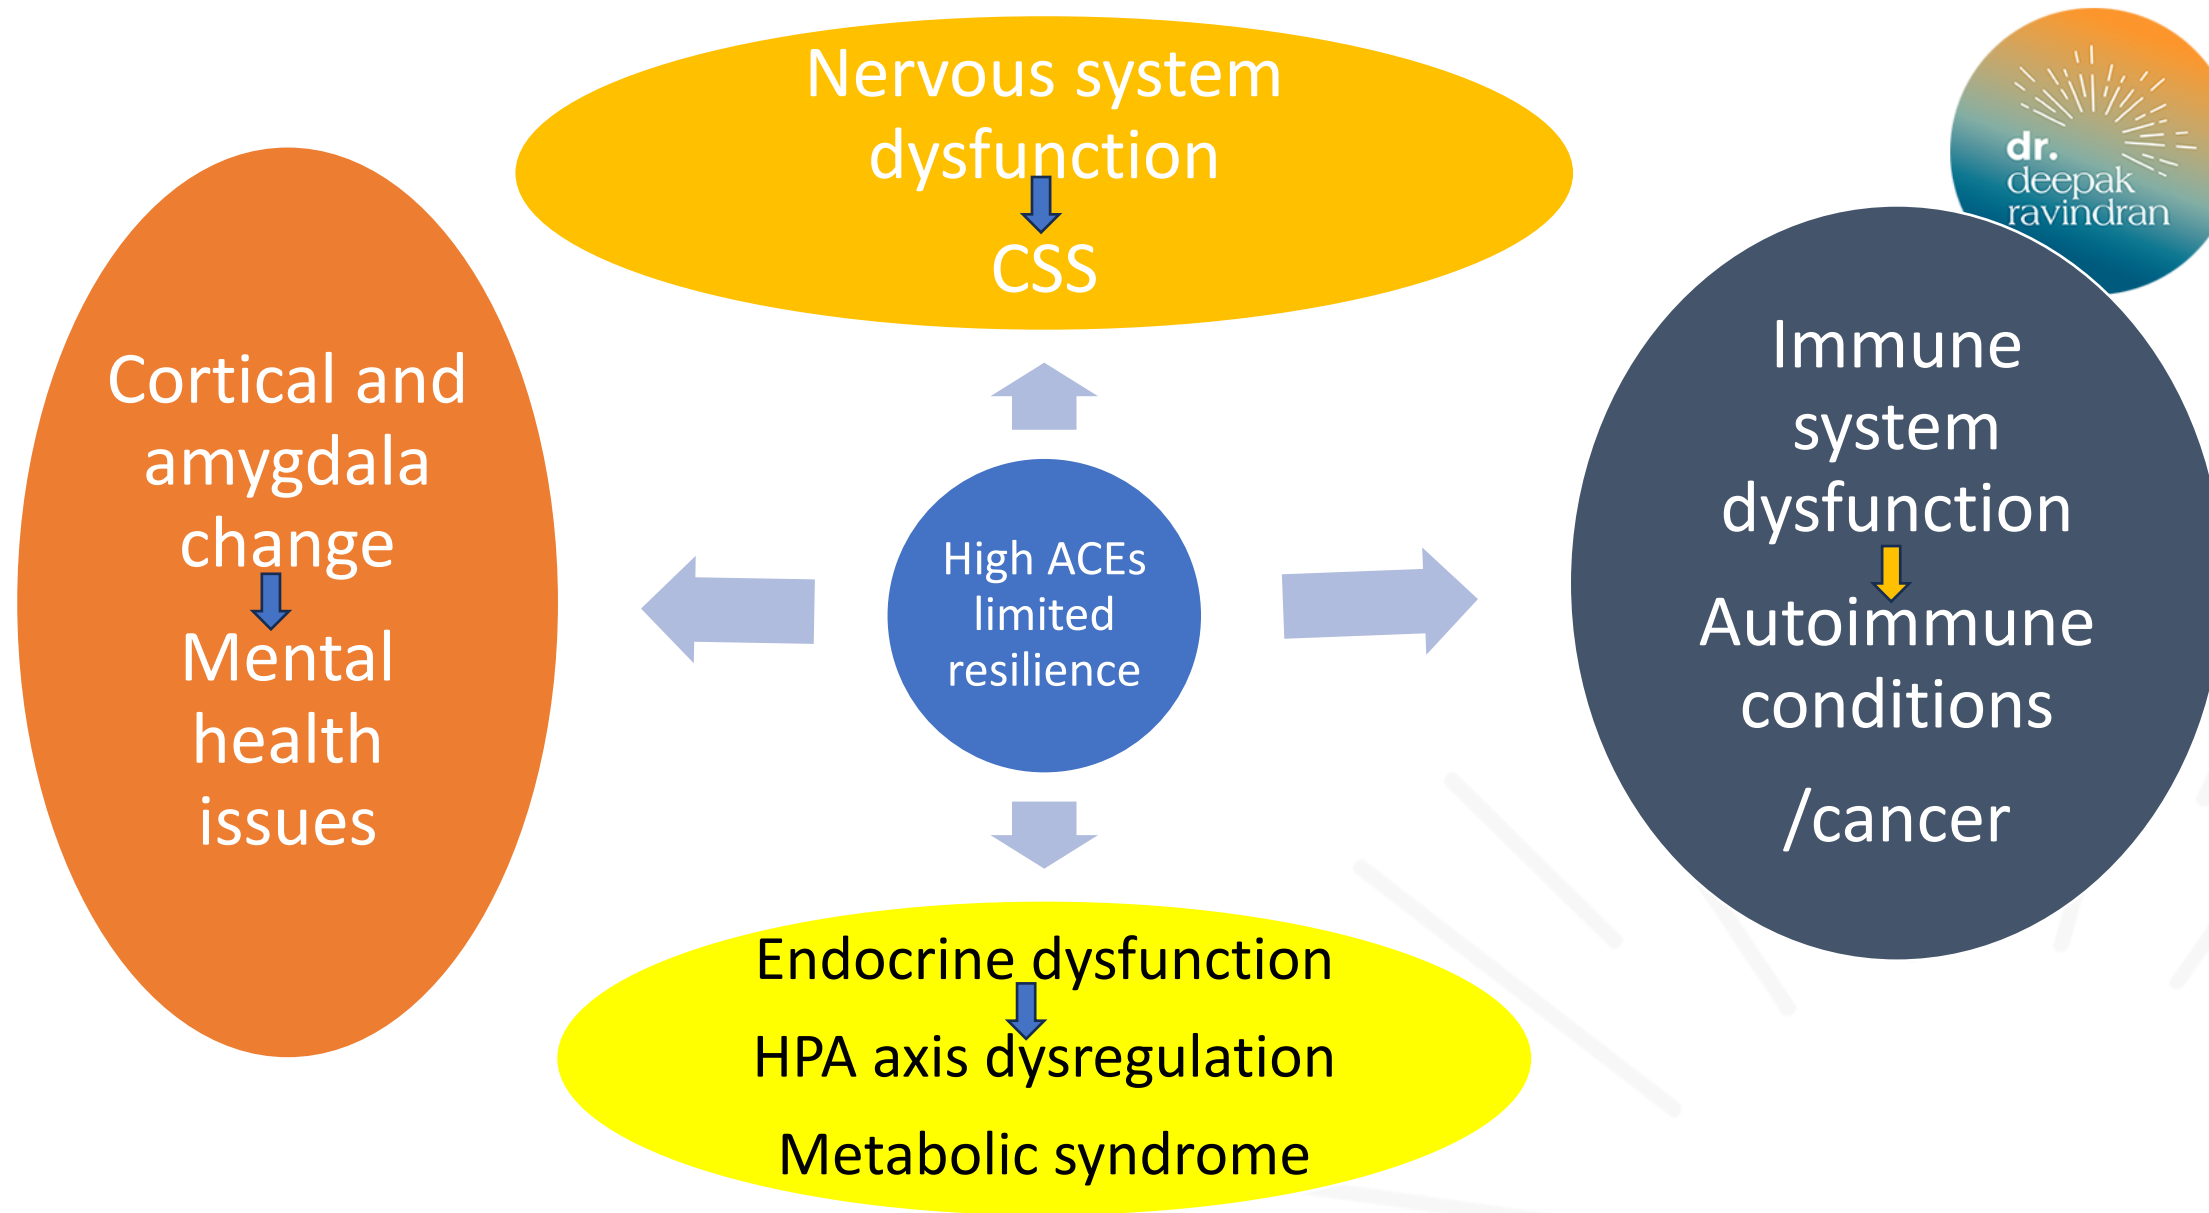 Nervous system
dysfunction
CSS
dr.
deepak
ravindran
Cortical and
amygdala
change
Mental
health
issues
High ACEs
limited
resilience
Immune
system
dysfunction
Autoimmune
conditions
/cancer
Endocrine dysfunction
HPA axis dysregulation
Metabolic syndrome